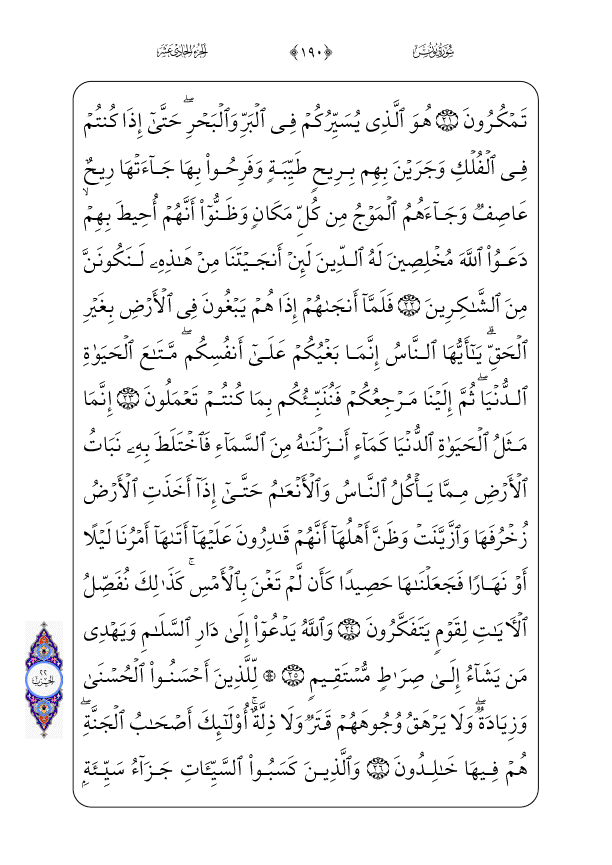 سُورَةُ يُونُسَ ﴿١٩٠﴾ الجُزْءُ الحَادِى عَشَرَ
تَمۡكُرُونَ ٢١ هُوَ ٱلَّذِى يُسَيِّرُكُمۡ فِى ٱلۡبَرِّ وَٱلۡبَحۡرِۖ حَتَّىٰٓ إِذَا كُنتُمۡ
فِى ٱلۡفُلۡكِ وَجَرَيۡنَ بِهِم بِرِيحٍ طَيِّبَةٍ وَفَرِحُواْ بِهَا جَآءَتۡهَا رِيحٌ
عَاصِفٌ وَجَآءَهُمُ ٱلۡمَوۡجُ مِن كُلِّ مَكَانٍ وَظَنُّوٓاْ أَنَّهُمۡ أُحِيطَ بِهِمۡۙ
دَعَوُاْ ٱللَّهَ مُخۡلِصِينَ لَهُ ٱلدِّينَ لَئِنۡ أَنجَيۡتَنَا مِنۡ هَـٰذِهِۦ لَنَكُونَنَّ
مِنَ ٱلشَّـٰكِرِينَ ٢٢ فَلَمَّآ أَنجَىٰهُمۡ إِذَا هُمۡ يَبۡغُونَ فِى ٱلۡأَرۡضِ بِغَيۡرِ
ٱلۡحَقِّۗ يَـٰٓأَيُّهَا ٱلنَّاسُ إِنَّمَا بَغۡيُكُمۡ عَلَىٰٓ أَنفُسِكُمۖ مَّتَـٰعَ ٱلۡحَيَوٰةِ
ٱلدُّنۡيَاۖ ثُمَّ إِلَيۡنَا مَرۡجِعُكُمۡ فَنُنَبِّئُكُم بِمَا كُنتُمۡ تَعۡمَلُونَ ٢٣ إِنَّمَا
مَثَلُ ٱلۡحَيَوٰةِ ٱلدُّنۡيَا كَمَآءٍ أَنزَلۡنَـٰهُ مِنَ ٱلسَّمَآءِ فَٱخۡتَلَطَ بِهِۦ نَبَاتُ
ٱلۡأَرۡضِ مِمَّا يَأۡكُلُ ٱلنَّاسُ وَٱلۡأَنۡعَـٰمُ حَتَّىٰٓ إِذَآ أَخَذَتِ ٱلۡأَرۡضُ
زُخۡرُفَهَا وَٱزَّيَّنَتۡ وَظَنَّ أَهۡلُهَآ أَنَّهُمۡ قَـٰدِرُونَ عَلَيۡهَآ أَتَىٰهَآ أَمۡرُنَا لَيۡلًا
أَوۡ نَهَارًا فَجَعَلۡنَـٰهَا حَصِيدًا كَأَن لَّمۡ تَغۡنَ بِٱلۡأَمۡسِۚ كَذَٰلِكَ نُفَصِّلُ
ٱلۡأٓيَـٰتِ لِقَوۡمٍ يَتَفَكَّرُونَ ٢٤ وَٱللَّهُ يَدۡعُوٓاْ إِلَىٰ دَارِ ٱلسَّلَـٰمِ وَيَهۡدِى
مَن يَشَآءُ إِلَىٰ صِرَٰطٍ مُّسۡتَقِيمٍ ٢٥ ۞ لِّلَّذِينَ أَحۡسَنُواْ ٱلۡحُسۡنَىٰ
وَزِيَادَةٌۖ وَلَا يَرۡهَقُ وُجُوهَهُمۡ قَتَرٌ وَلَا ذِلَّةٌۚ أُوْلَـٰٓئِكَ أَصۡحَـٰبُ ٱلۡجَنَّةِۖ
هُمۡ فِيهَا خَـٰلِدُونَ ٢٦ وَٱلَّذِينَ كَسَبُواْ ٱلسَّيِّـَٔاتِ جَزَآءُ سَيِّئَةٍۭ
٢٢
الحِزْبُ